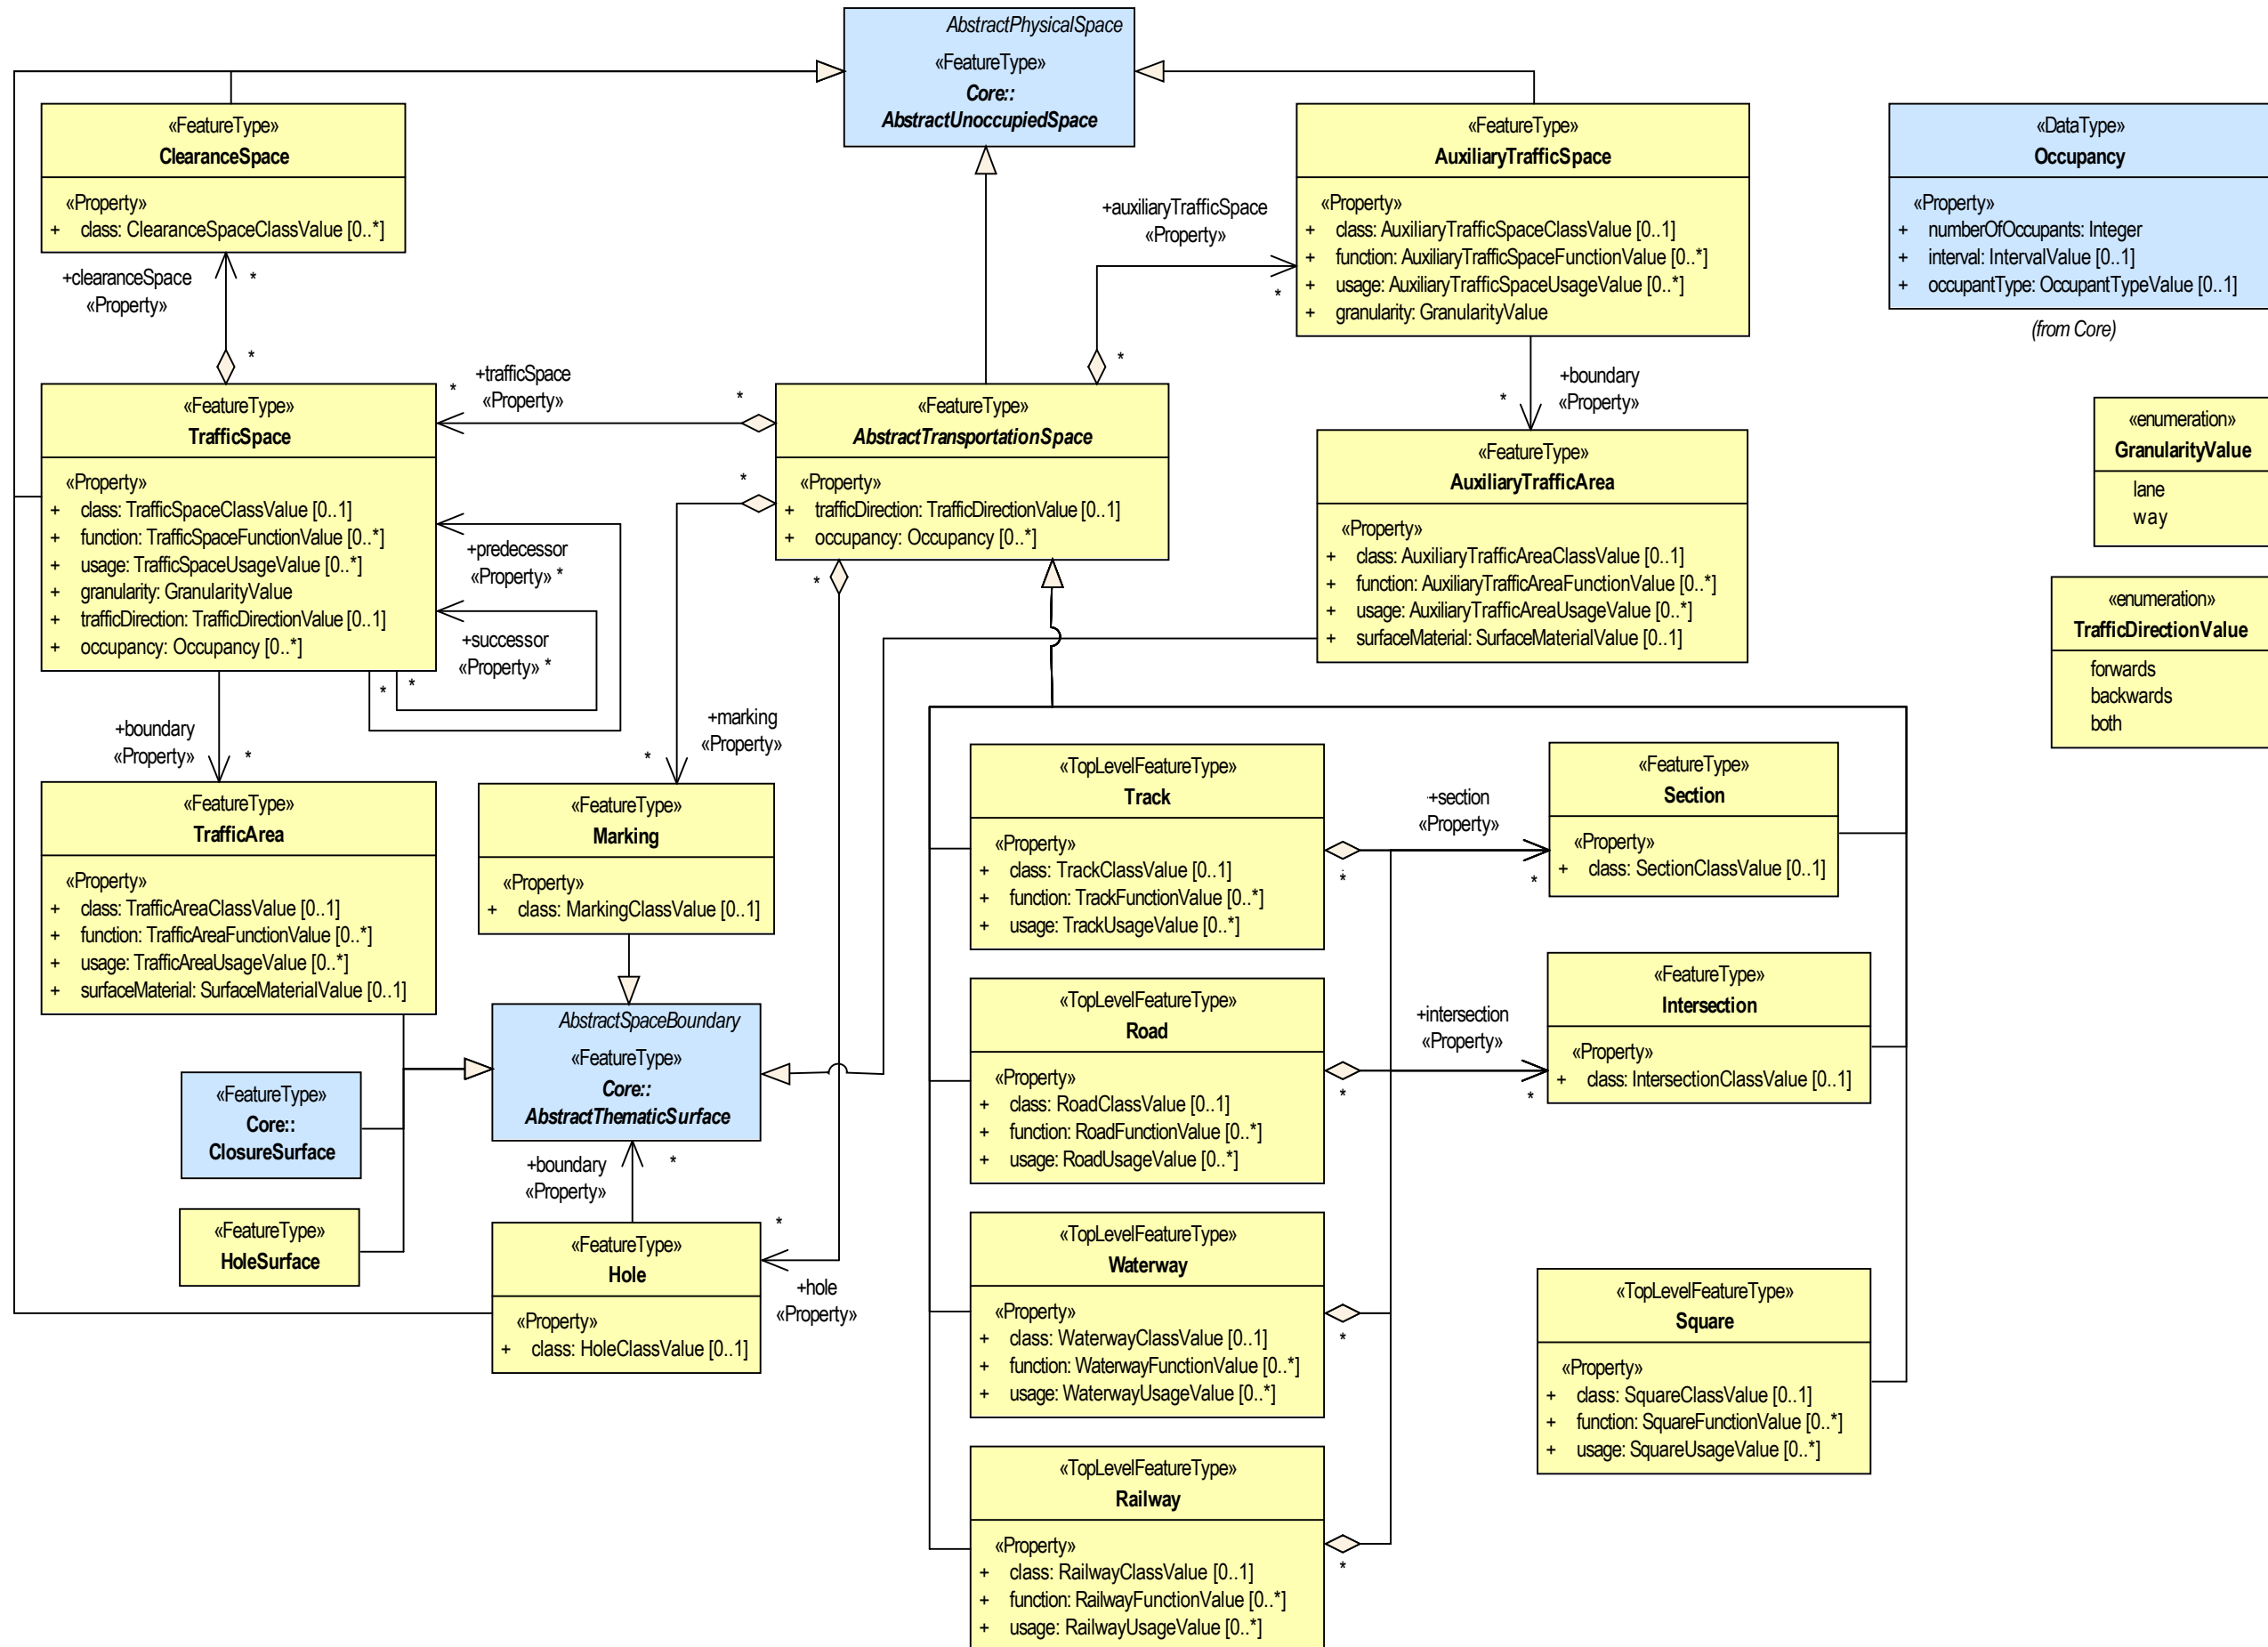 AbstractPhysicalSpace
«FeatureType»
Core::
AbstractUnoccupiedSpace
«FeatureType»
ClearanceSpace
«Property»
+ class: ClearanceSpaceClassValue [0..*]
«FeatureType»
AuxiliaryTrafficSpace
«Property»
+ class: AuxiliaryTrafficSpaceClassValue [0..1]
+ function: AuxiliaryTrafficSpaceFunctionValue [0..*]
+ usage: AuxiliaryTrafficSpaceUsageValue [0..*]
+ granularity: GranularityValue
«DataType»
Occupancy
«Property»
+ numberOfOccupants: Integer
+ interval: IntervalValue [0..1]
+ occupantType: OccupantTypeValue [0..1]
(from Core)
+auxiliaryTrafficSpace
«Property»
*
*
+clearanceSpace
«Property»
*
*
+trafficSpace
«Property»
*
*
+boundary
«Property»
*
«FeatureType»
TrafficSpace
«Property»
+ class: TrafficSpaceClassValue [0..1]
+ function: TrafficSpaceFunctionValue [0..*]
+ usage: TrafficSpaceUsageValue [0..*]
+ granularity: GranularityValue
+ trafficDirection: TrafficDirectionValue [0..1]
+ occupancy: Occupancy [0..*]
«FeatureType»
AbstractTransportationSpace
«Property»
+ trafficDirection: TrafficDirectionValue [0..1]
+ occupancy: Occupancy [0..*]
«FeatureType»
AuxiliaryTrafficArea
«Property»
+ class: AuxiliaryTrafficAreaClassValue [0..1]
+ function: AuxiliaryTrafficAreaFunctionValue [0..*]
+ usage: AuxiliaryTrafficAreaUsageValue [0..*]
+ surfaceMaterial: SurfaceMaterialValue [0..1]
«enumeration»
GranularityValue
lane
way
«enumeration»
TrafficDirectionValue
forwards
backwards
both
+predecessor
«Property» *
+successor
«Property» *
*
*
*
*
+boundary
«Property»
*
+marking
«Property»
*
«FeatureType»
TrafficArea
«Property»
+ class: TrafficAreaClassValue [0..1]
+ function: TrafficAreaFunctionValue [0..*]
+ usage: TrafficAreaUsageValue [0..*]
+ surfaceMaterial: SurfaceMaterialValue [0..1]
«FeatureType»
Marking
«Property»
+ class: MarkingClassValue [0..1]
«TopLevelFeatureType»
Track
«Property»
+ class: TrackClassValue [0..1]
+ function: TrackFunctionValue [0..*]
+ usage: TrackUsageValue [0..*]
+section
«Property»
*
*
«FeatureType»
Section
«Property»
+ class: SectionClassValue [0..1]
«TopLevelFeatureType»
Road
«Property»
+ class: RoadClassValue [0..1]
+ function: RoadFunctionValue [0..*]
+ usage: RoadUsageValue [0..*]
+intersection
«Property»
*
*
«FeatureType»
Intersection
«Property»
+ class: IntersectionClassValue [0..1]
AbstractSpaceBoundary
«FeatureType»
Core::
AbstractThematicSurface
«FeatureType»
Core::
ClosureSurface
«FeatureType»
HoleSurface
+boundary
«Property»
*
«FeatureType»
Hole
«Property»
+ class: HoleClassValue [0..1]
*
+hole
«Property»
«TopLevelFeatureType»
Waterway
«Property»
+ class: WaterwayClassValue [0..1]
+ function: WaterwayFunctionValue [0..*]
+ usage: WaterwayUsageValue [0..*]
*
«TopLevelFeatureType»
Square
«Property»
+ class: SquareClassValue [0..1]
+ function: SquareFunctionValue [0..*]
+ usage: SquareUsageValue [0..*]
«TopLevelFeatureType»
Railway
«Property»
+ class: RailwayClassValue [0..1]
+ function: RailwayFunctionValue [0..*]
+ usage: RailwayUsageValue [0..*]
*